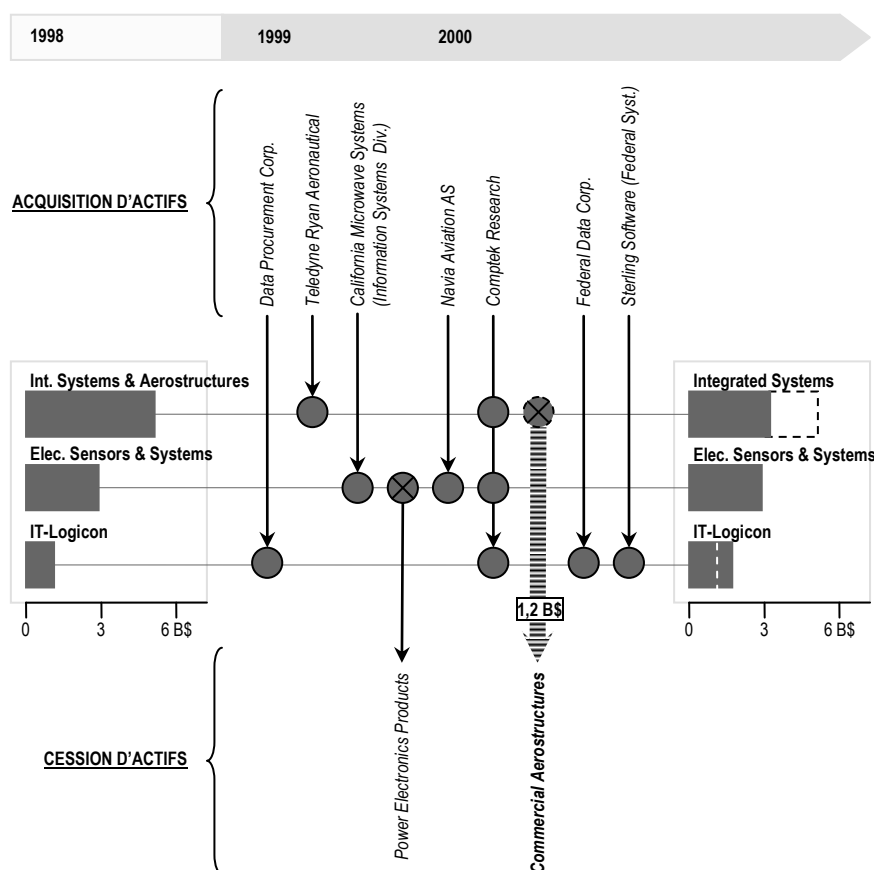 1998
1999
2000
ACQUISITION D'ACTIFS
Data Procurement Corp.
Teledyne Ryan Aeronautical
California Microwave Systems
(Information Systems Div.)
Navia Aviation AS
Comptek Research
Federal Data Corp.
Sterling Software (Federal Syst.)
Int. Systems & Aerostructures
Elec. Sensors & Systems
IT-Logicon
0
3
6 B$
Integrated Systems
Elec. Sensors & Systems
IT-Logicon
0
3
6 B$
1,2 B$
CESSION D'ACTIFS
Power Electronics Products
Commercial Aerostructures